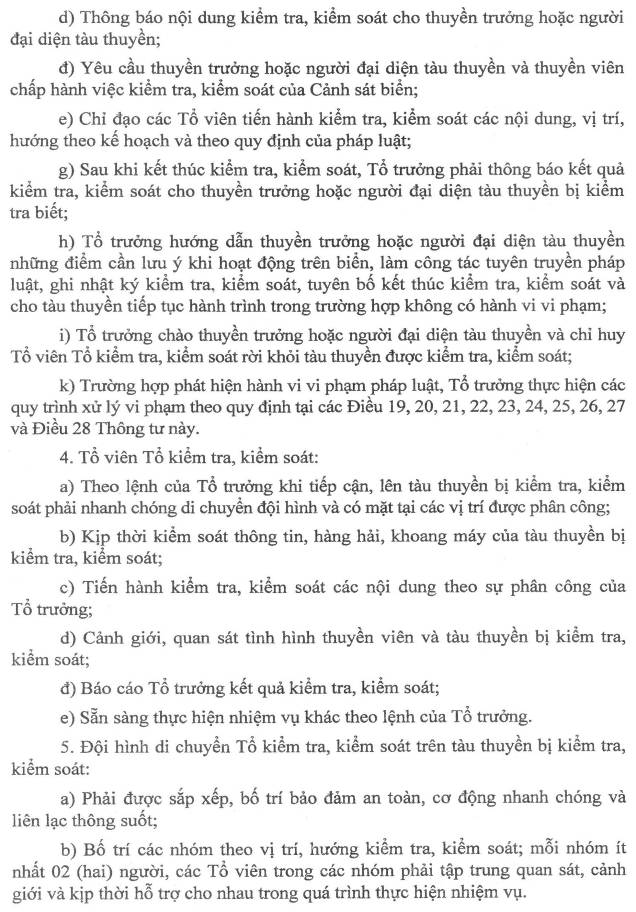 d) Thông báo nội dung kiểm tra, kiểm soát cho thuyền trưởng hoặc người
đại diện tàu thuyền;
đ) Yêu cầu thuyền trưởng hoặc người đại diện tàu thuyền và thuyền viên
chấp hành việc kiểm tra, kiểm soát của Cảnh sát biển;
e) Chỉ đạo các Tổ viên tiến hành kiểm tra, kiểm soát các nội dung, vị trí,
hướng theo kế hoạch và theo quy định của pháp luật;
g) Sau khi kết thúc kiểm tra, kiểm soát, Tổ trưởng phải thông báo kết quả
kiểm tra, kiểm soát cho thuyền trưởng hoặc người đại diện tàu thuyền bị kiểm
tra biết;
h) Tổ trưởng hướng dẫn thuyền trưởng hoặc người đại diện tàu thuyền
những điểm cần lưu ý khi hoạt động trên biển, làm công tác tuyên truyền pháp
luật, ghi nhật ký kiểm tra, kiểm soát, tuyên bố kết thúc kiểm tra, kiểm soát và
cho tàu thuyền tiếp tục hành trình trong trường hợp không có hành vi vi phạm;
i) Tổ trưởng chào thuyền trưởng hoặc người đại diện tàu thuyền và chỉ huy
Tổ viên Tổ kiểm tra, kiểm soát rời khỏi tàu thuyền được kiểm tra, kiểm soát;
k) Trường hợp phát hiện hành vi vi phạm pháp luật, Tổ trưởng thực hiện các
quy trình xử lý vi phạm theo quy định tại các Điều 19, 20, 21, 22, 23, 24, 25, 26, 27
và Điều 28 Thông tư này.
4. Tổ viên Tổ kiểm tra, kiểm soát:
a) Theo lệnh của Tổ trưởng khi tiếp cận, lên tàu thuyền bị kiểm tra, kiểm
soát phải nhanh chóng di chuyển đội hình và có mặt tại các vị trí được phân công;
b) Kịp thời kiểm soát thông tin, hàng hải, khoang máy của tàu thuyền bị
kiểm tra, kiểm soát;
c) Tiến hành kiểm tra, kiểm soát các nội dung theo sự phân công của
Tổ trưởng;
d) Cảnh giới, quan sát tình hình thuyền viên và tàu thuyền bị kiểm tra,
kiểm soát;
đ) Báo cáo Tổ trưởng kết quả kiểm tra, kiểm soát;
e) Sẵn sàng thực hiện nhiệm vụ khác theo lệnh của Tổ trưởng.
5. Đội hình di chuyển Tổ kiểm tra, kiểm soát trên tàu thuyền bị kiểm tra,
kiểm soát:
a) Phải được sắp xếp, bố trí bảo đảm an toàn, cơ động nhanh chóng và
liên lạc thông suốt;
b) Bố trí các nhóm theo vị trí, hướng kiểm tra, kiểm soát; mỗi nhóm ít
nhất 02 (hai) người, các Tổ viên trong các nhóm phải tập trung quan sát, cảnh
giới và kịp thời hỗ trợ cho nhau trong quá trình thực hiện nhiệm vụ.